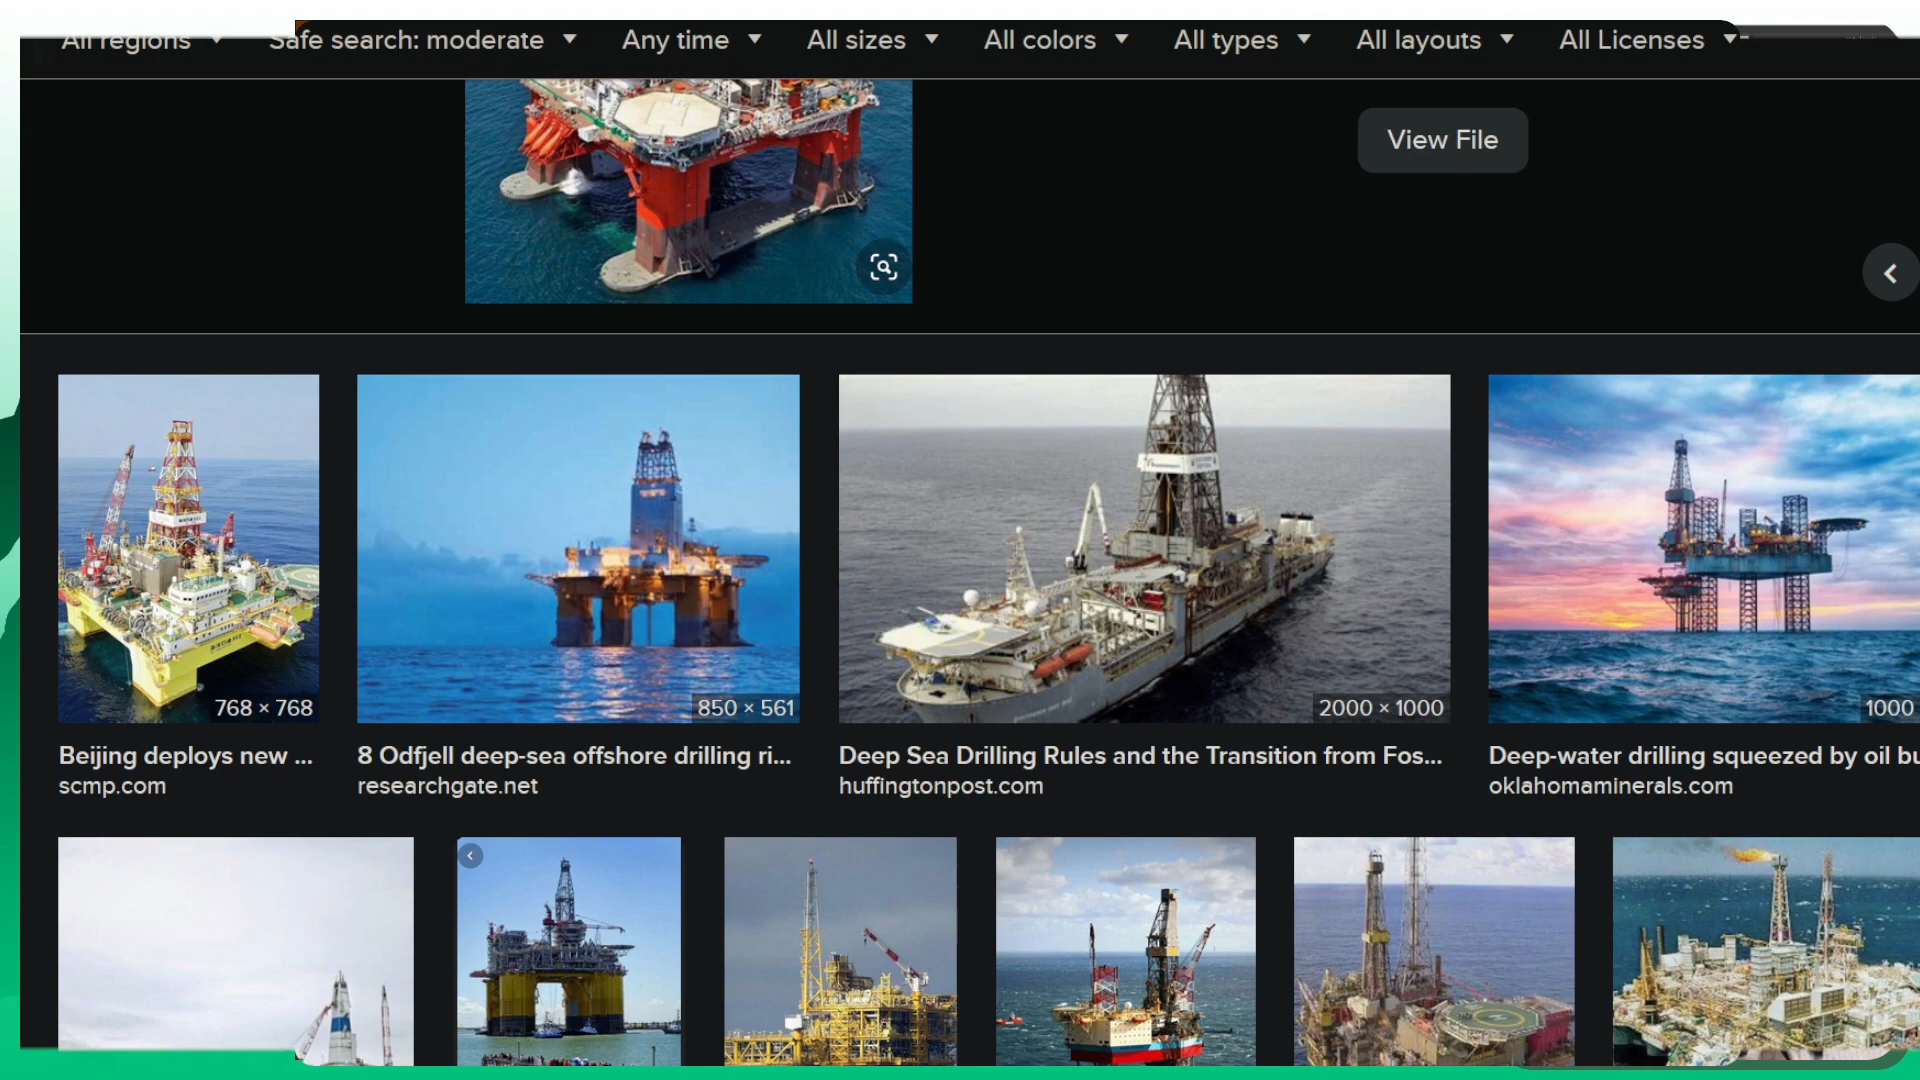 All regions Safe search: moderate Any time All sizes All colors All types All layouts All Licenses
View File
768 × 768
850 × 561
2000 × 1000
1000
Beijing deploys new ...
8 Odfjell deep-sea offshore drilling ri...
Deep Sea Drilling Rules and the Transition from Fos...
Deep-water drilling squeezed by oil bu
scmp.com
researchgate.net
huffingtonpost.com
oklahomaminerals.com